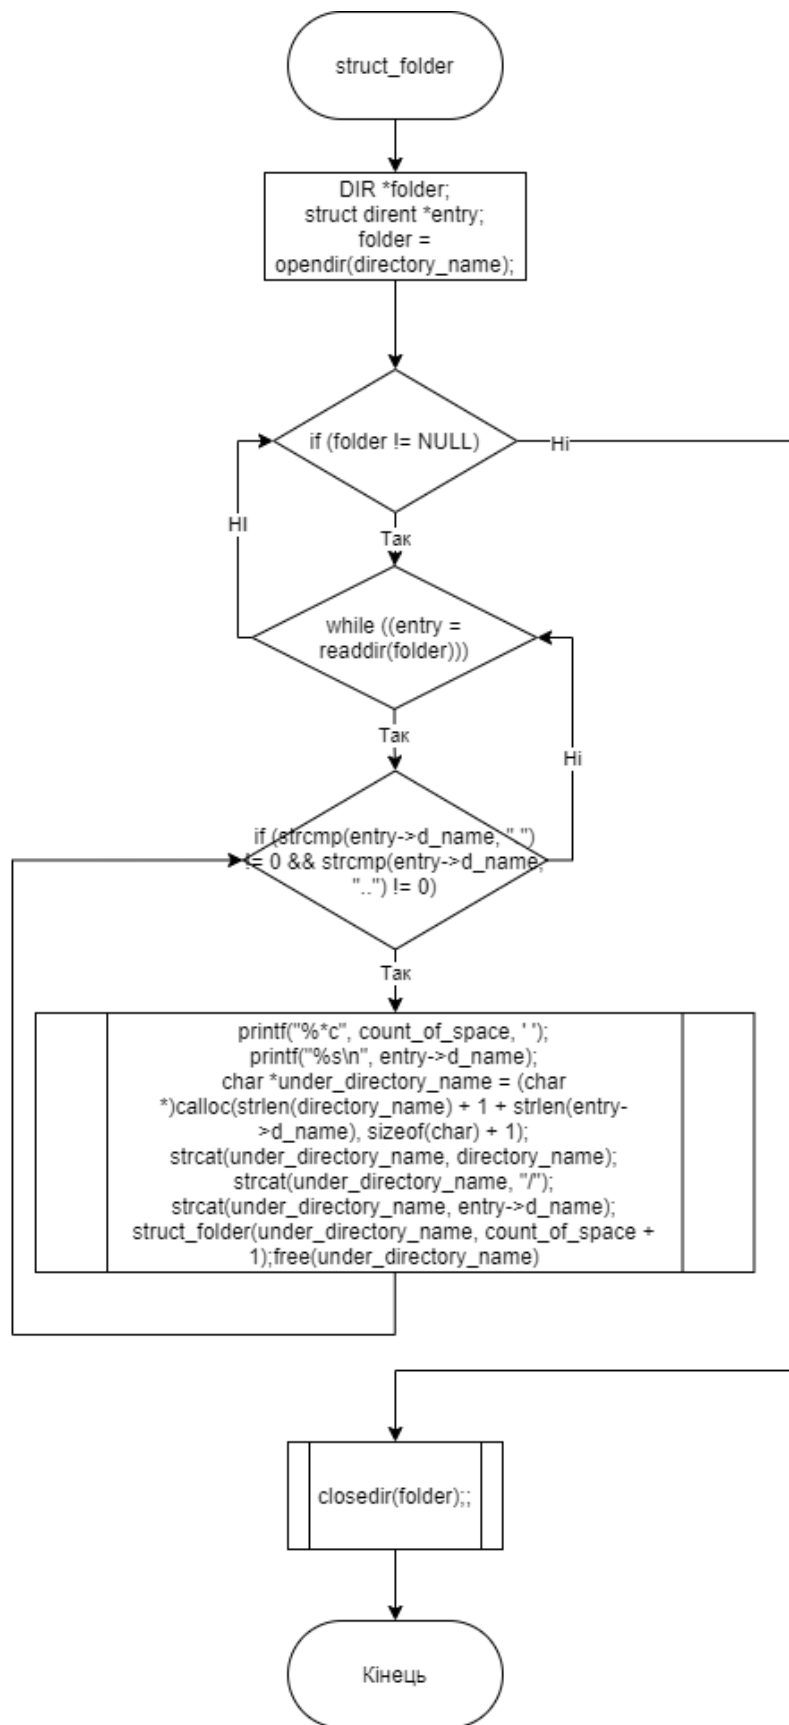 struct_folder
DIR *folder;
struct dirent *entry;
folder =
opendir(directory_name);
if (folder != NULL)
Ні
НІ
Так
while ((entry =
readdir(folder)))
Так
Ні
if (strcmp(entry->d_name, ".")
!= 0 && strcmp(entry->d_name,
"..") != 0)
Так
printf("%*c", count_of_space, ' ');
printf("%s\n", entry->d_name);
char *under_directory_name = (char
*)calloc(strlen(directory_name) + 1 + strlen(entry-
>d_name), sizeof(char) + 1);
strcat(under_directory_name, directory_name);
strcat(under_directory_name, "/");
strcat(under_directory_name, entry->d_name);
struct_folder(under_directory_name, count_of_space +
1);free(under_directory_name)
closedir(folder);;
Кінець